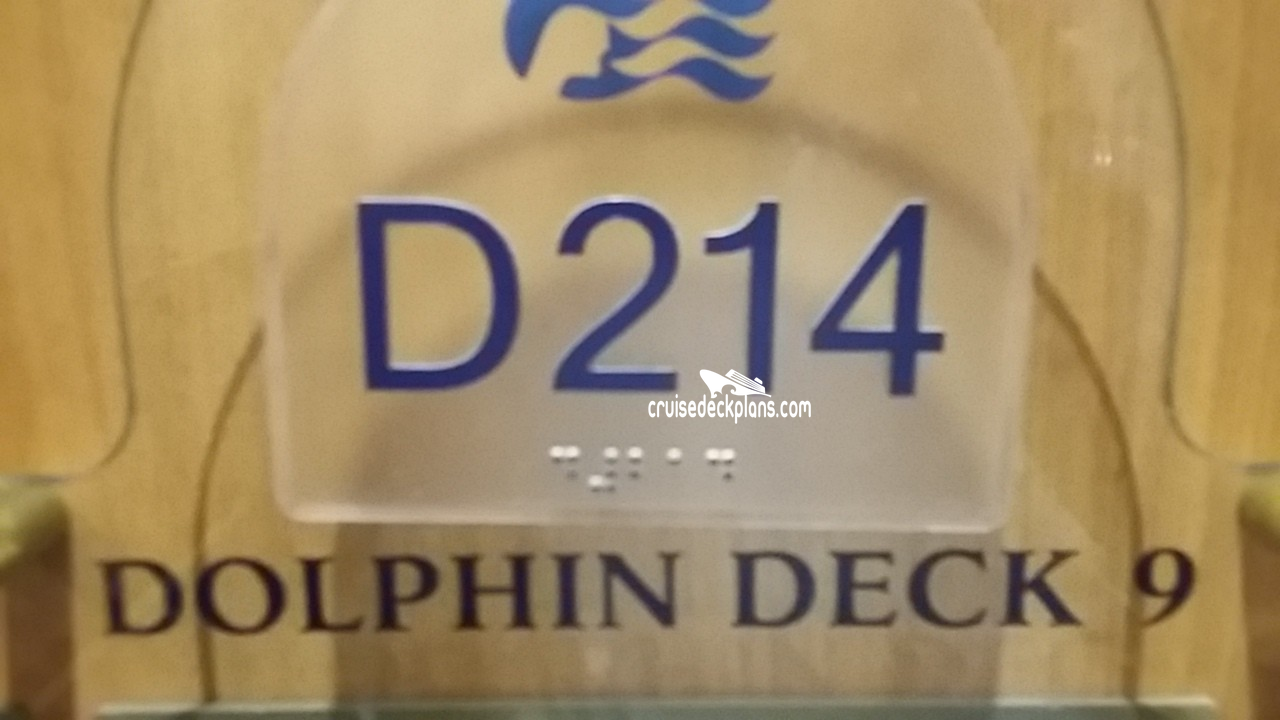 D214
cruisedeckplans.com
⠙⠼⠃⠁⠙
DOLPHIN DECK 9